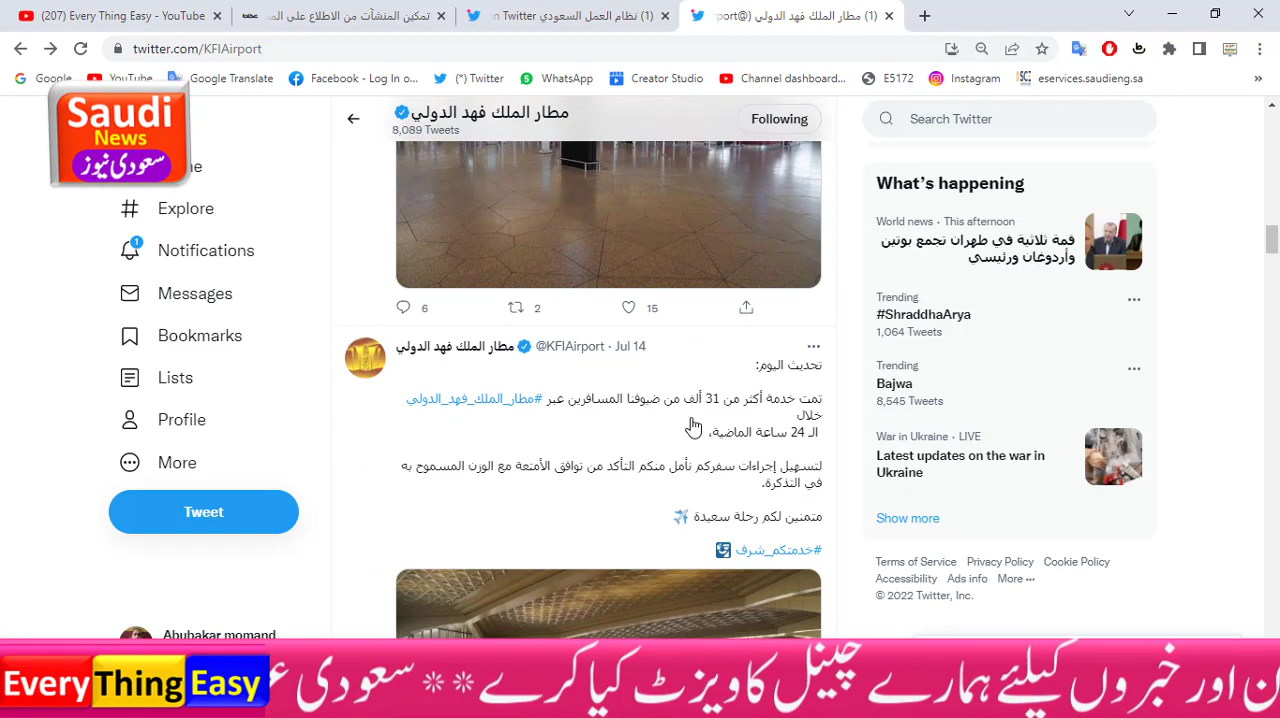 (207) Every Thing Easy - YouTube
تمكين المنشآت من الاطلاع على المد
(1) نظام العمل السعودي on Twitter
(1) مطار الملك فهد الدولي (@port
twitter.com/KFIAirport
Google
YouTube
Google Translate
Facebook - Log In o...
(*) Twitter
WhatsApp
Creator Studio
Channel dashboard...
E5172
Instagram
eservices.saudieng.sa
Saudi
News
سعودی نیوز
Explore
Notifications
1
Messages
Bookmarks
Lists
Profile
More
Tweet
Abubakar momand
مطار الملك فهد الدولي
8,089 Tweets
Following
6
2
15
مطار الملك فهد الدولي @KFIAirport · Jul 14
تحديث اليوم:
تمت خدمة أكثر من 31 ألف من ضيوفنا المسافرين عبر #مطار_الملك_فهد_الدولي
خلال
الـ 24 ساعة الماضية،
لتسهيل إجراءات سفركم نأمل منكم التأكد من توافق الأمتعة مع الوزن المسموح به
في التذكرة.
متمنين لكم رحلة سعيدة ✈️
#خدمتكم_شرف
Search Twitter
What's happening
World news · This afternoon
قمة ثلاثية في طهران تجمع بوتين
وأردوغان ورئيسي
Trending
#ShraddhaArya
1,064 Tweets
Trending
Bajwa
8,545 Tweets
War in Ukraine · LIVE
Latest updates on the war in
Ukraine
Show more
Terms of Service Privacy Policy Cookie Policy
Accessibility Ads info More ···
© 2022 Twitter, Inc.
EveryThing Easy
ن اور خبروں کیلئے ہمارے چینل کا ویزٹ کیا کرے ** سعودی